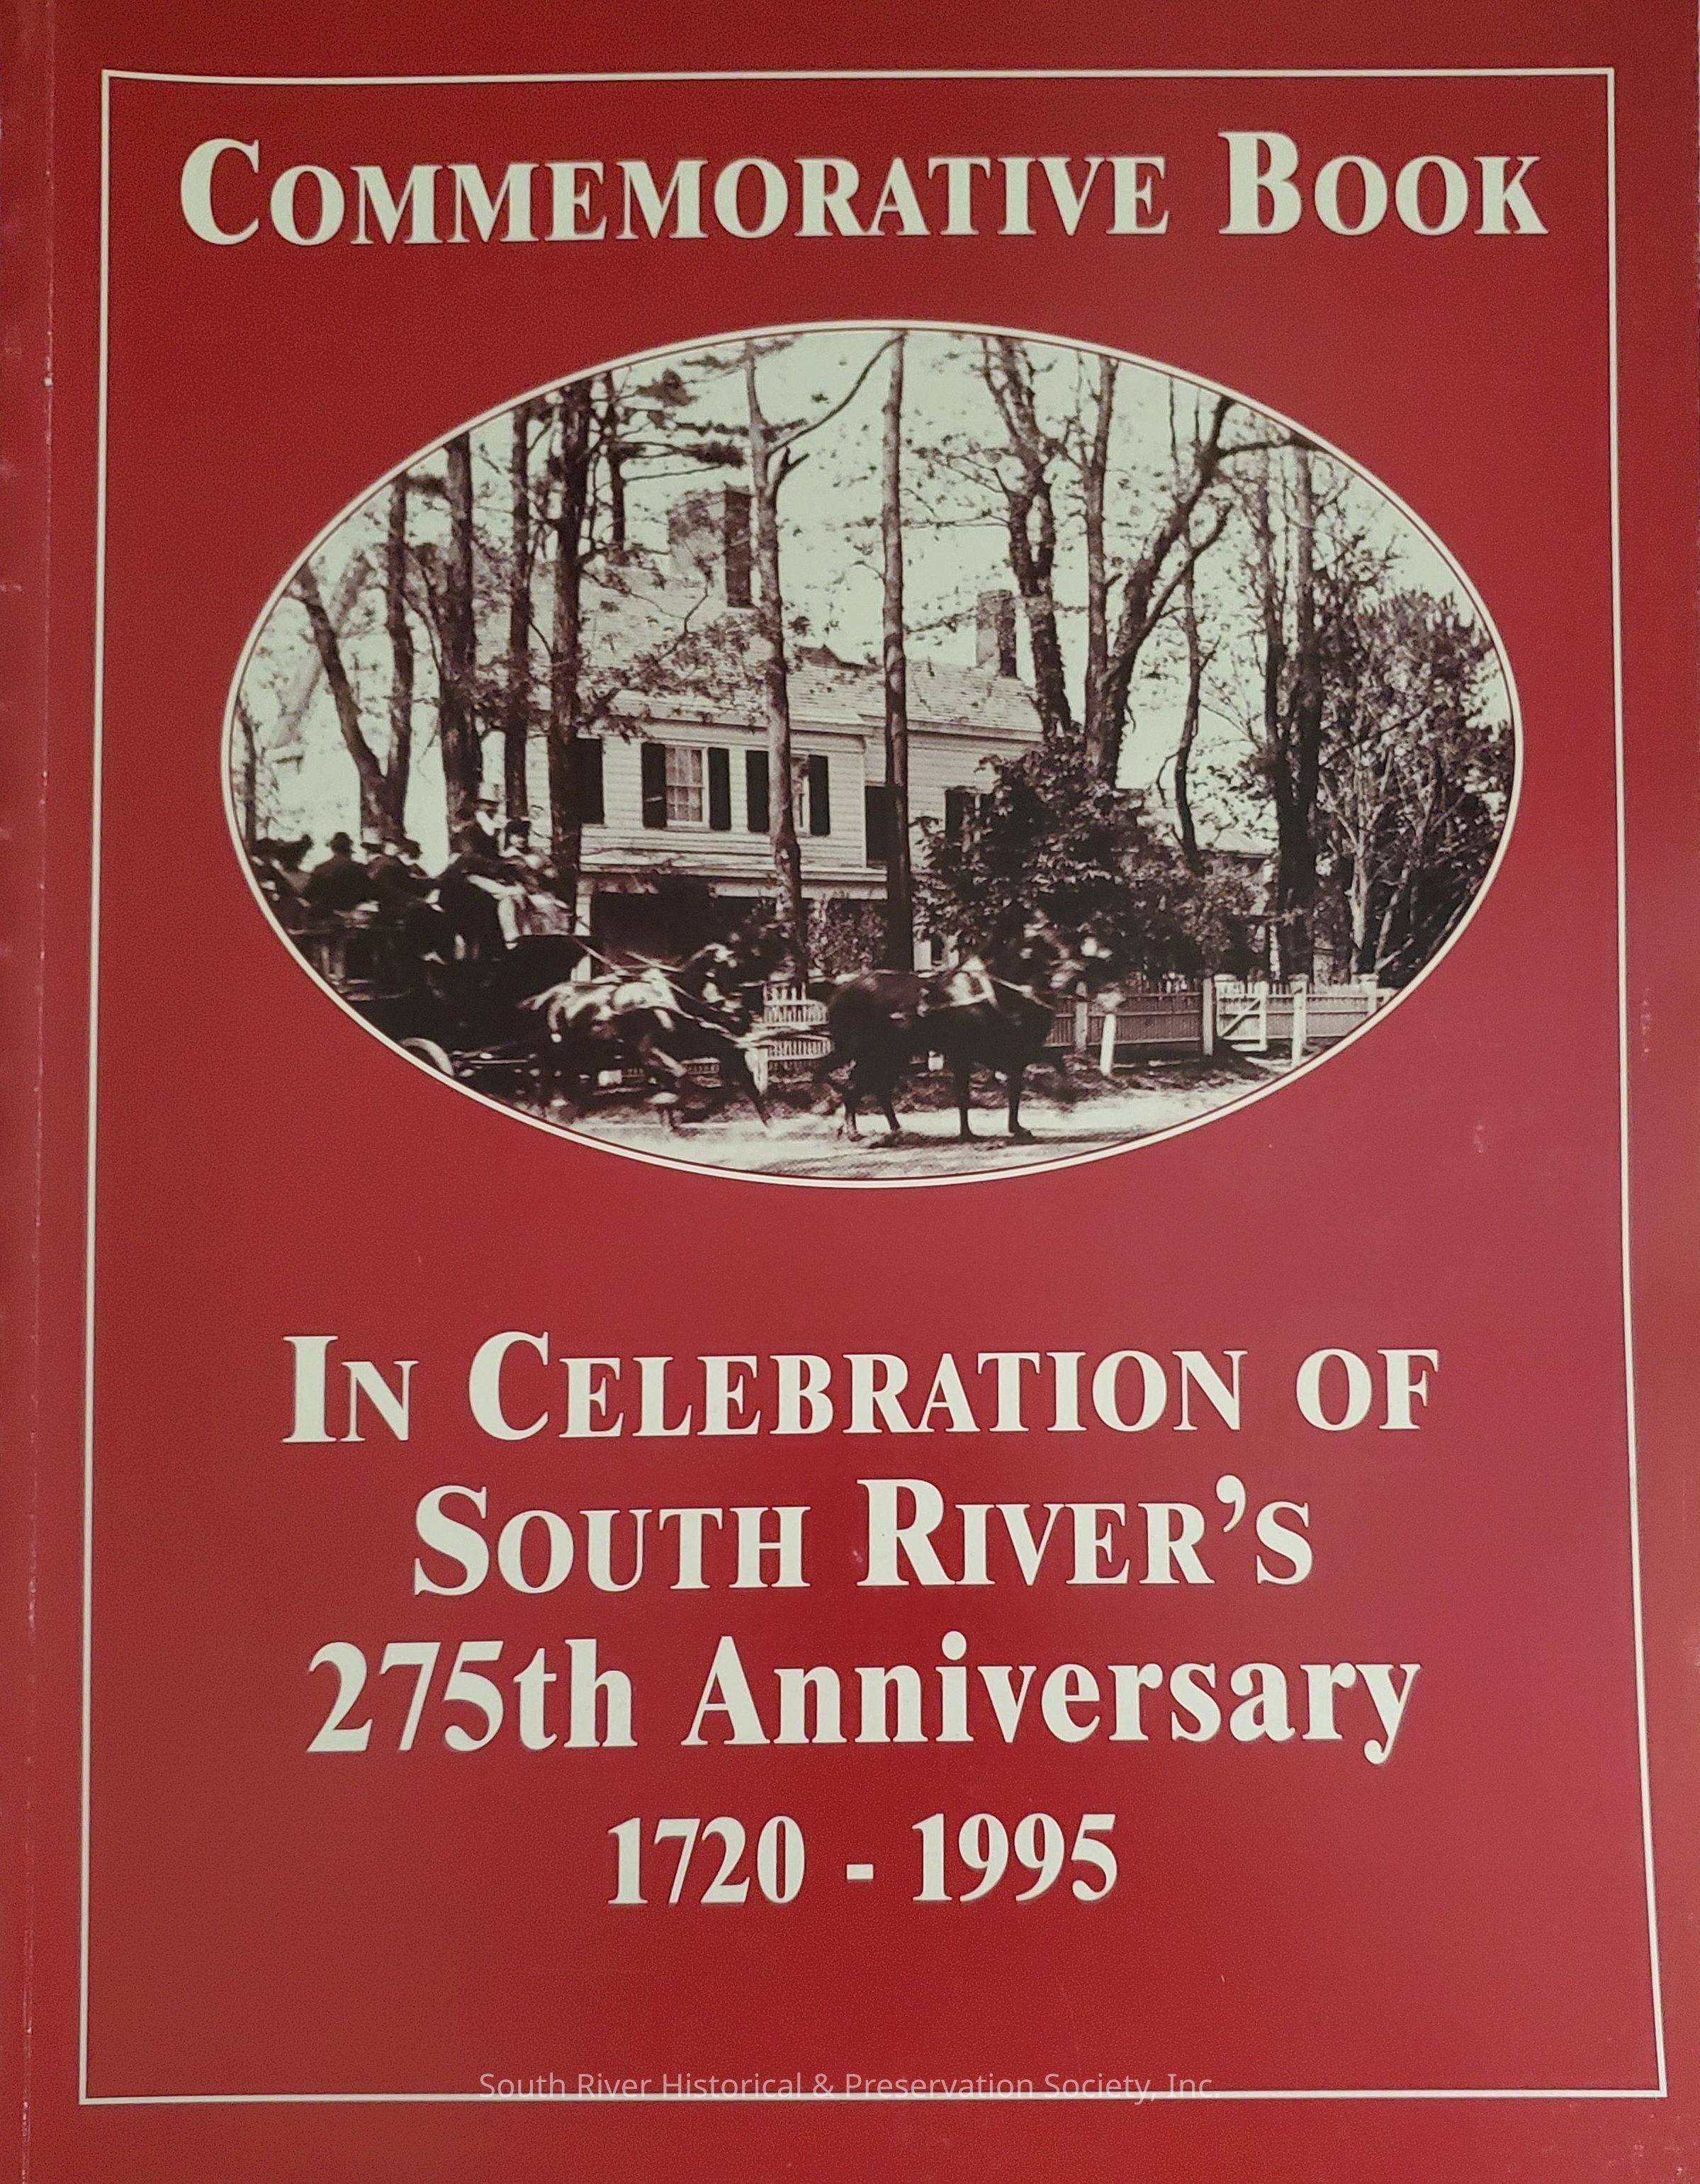 COMMEMORATIVE BOOK
IN CELEBRATION OF
SOUTH RIVER'S
275th Anniversary
1720 - 1995
South River Historical & Preservation Society, Inc.